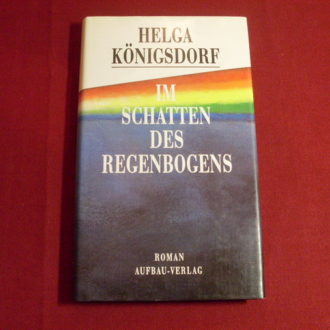 HELGA
KÖNIGSDORF
IM
SCHATTEN
DES
REGENBOGENS
ROMAN
AUFBAU-VERLAG